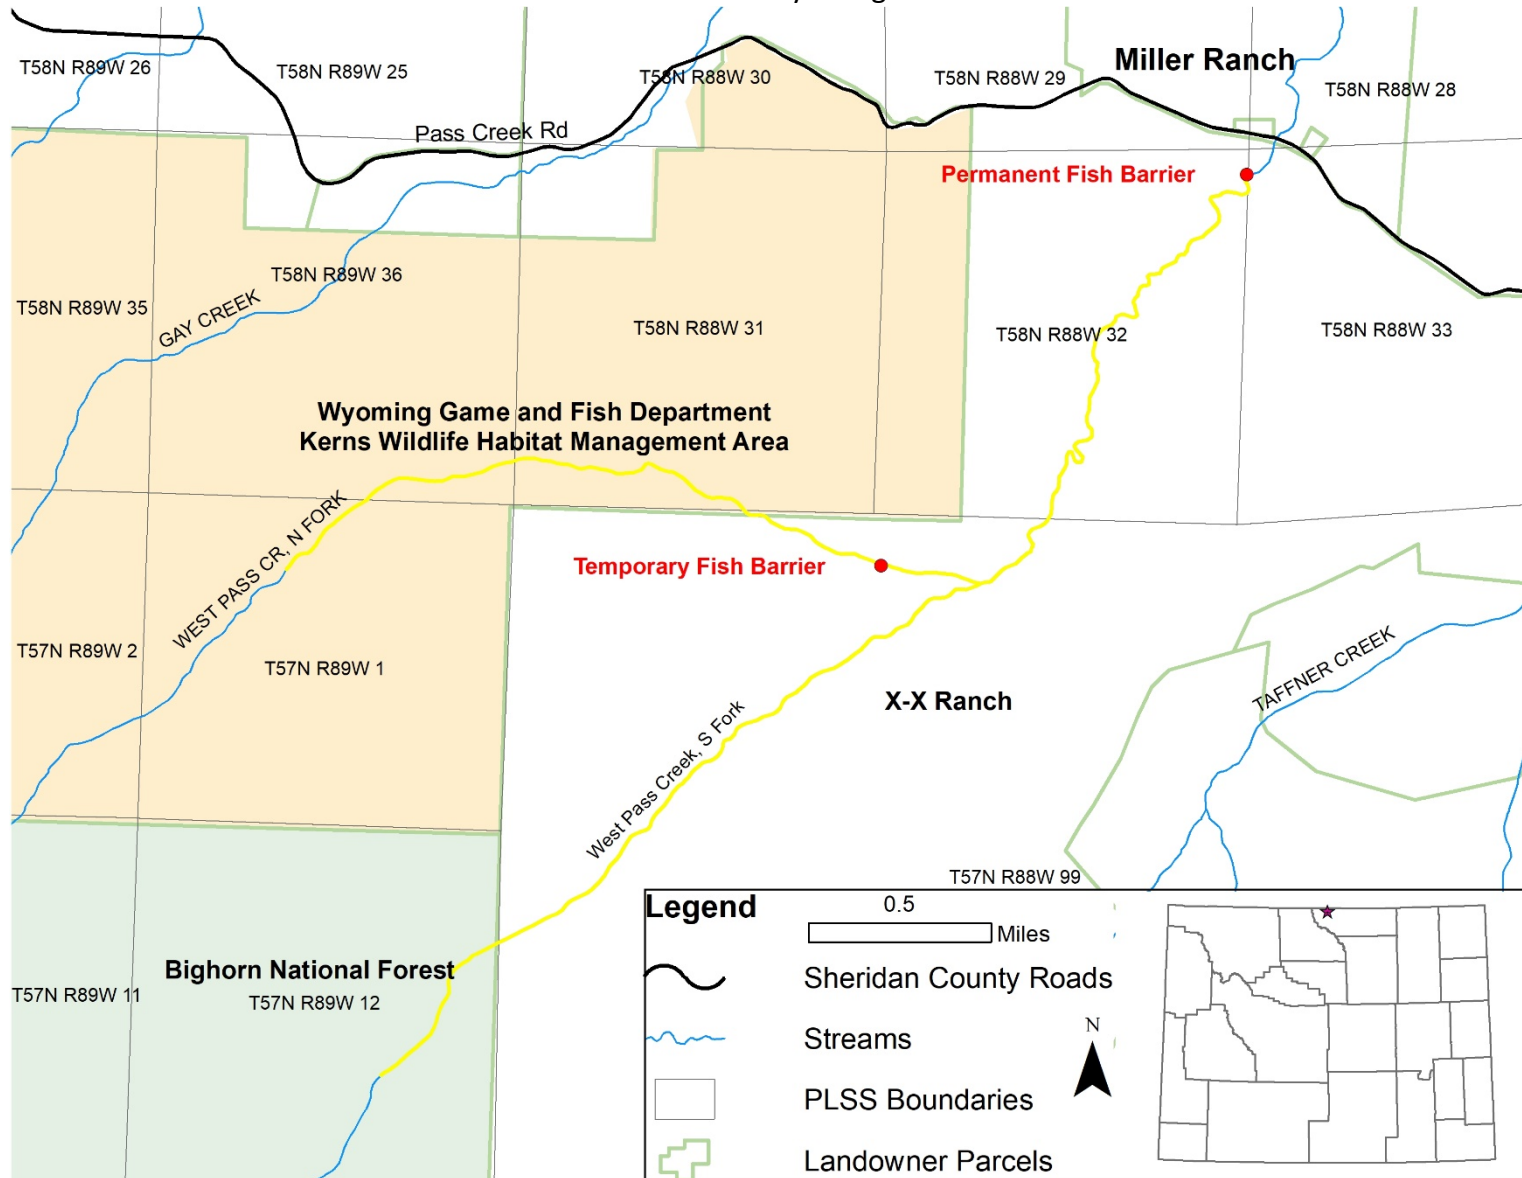 Miller Ranch
T58N R89W 26
T58N R89W 25
T58N R88W 30
T58N R88W 29
T58N R88W 28
Pass Creek Rd
Permanent Fish Barrier
T58N R89W 36
T58N R89W 35
GAY CREEK
T58N R88W 31
T58N R88W 32
T58N R88W 33
Wyoming Game and Fish Department
Kerns Wildlife Habitat Management Area
WEST PASS CR, N FORK
Temporary Fish Barrier
T57N R89W 2
T57N R89W 1
TAFFNER CREEK
X-X Ranch
West Pass Creek, S Fork
T57N R88W 99
Bighorn National Forest
T57N R89W 11
T57N R89W 12
Legend
0.5
Miles
Sheridan County Roads
Streams
PLSS Boundaries
Landowner Parcels
N